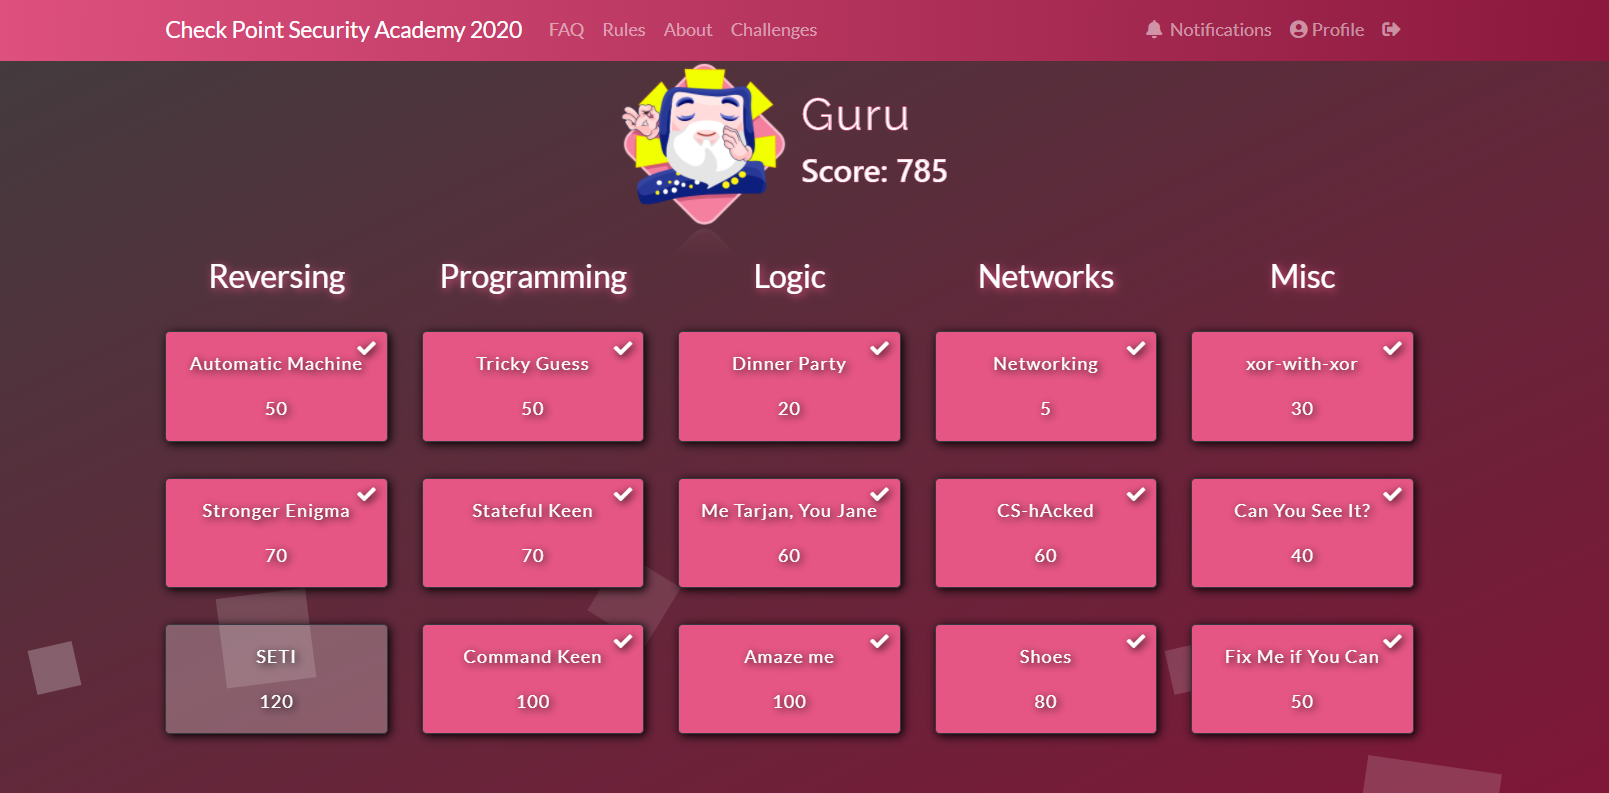 Check Point Security Academy 2020 FAQ Rules About Challenges Notifications Profile
Guru
Score: 785
Reversing Programming Logic Networks Misc
Automatic Machine Tricky Guess Dinner Party Networking xor-with-xor
50 50 20 5 30
Stronger Enigma Stateful Keen Me Tarjan, You Jane CS-hAcked Can You See It?
70 70 60 60 40
SETI Command Keen Amaze me Shoes Fix Me if You Can
120 100 100 80 50